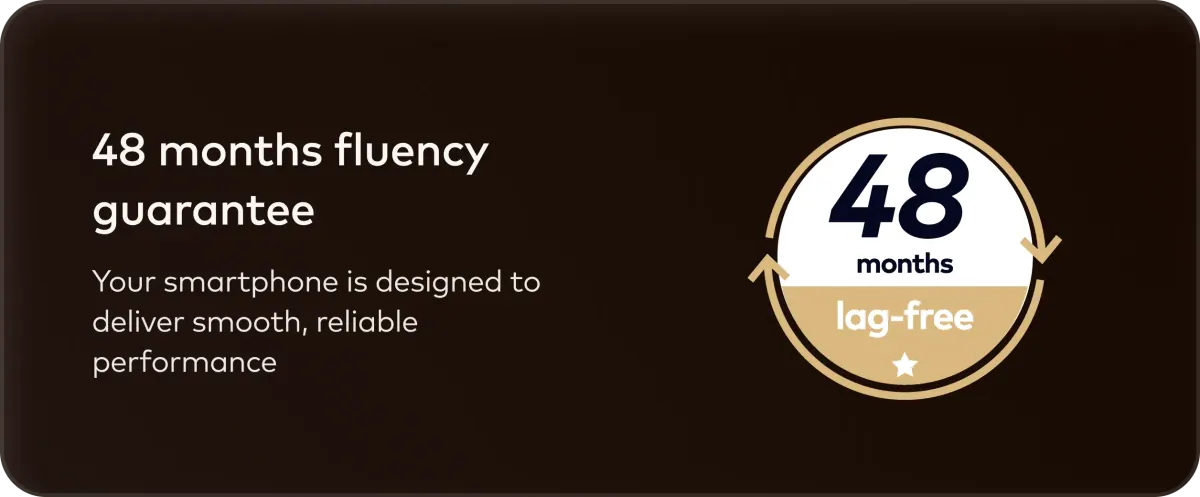 48 months fluency
guarantee
Your smartphone is designed to
deliver smooth, reliable
performance
48
months
lag-free